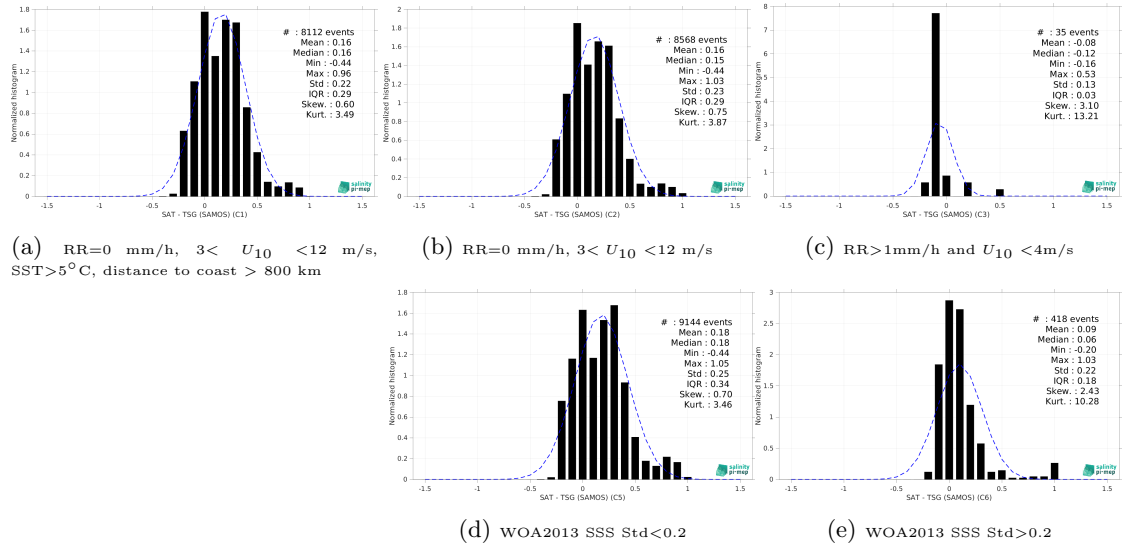 1.8
1.6
1.4
1.2
1
0.8
0.6
0.4
0.2
0
Normalized histogram
# : 8112 events
Mean : 0.16
Median : 0.16
Min : -0.44
Max : 0.96
Std : 0.22
IQR : 0.29
Skew. : 0.60
Kurt. : 3.49
salinity
pi-mep
-1.5 -1 -0.5 0 0.5 1 1.5
SAT - TSG (SAMOS) (C1)
(a) RR=0 mm/h, 3< U10 <12 m/s,
SST>5°C, distance to coast > 800 km
2
1.8
1.6
1.4
1.2
1
0.8
0.6
0.4
0.2
0
Normalized histogram
# : 8568 events
Mean : 0.16
Median : 0.15
Min : -0.44
Max : 1.03
Std : 0.23
IQR : 0.29
Skew. : 0.75
Kurt. : 3.87
salinity
pi-mep
-1.5 -1 -0.5 0 0.5 1 1.5
SAT - TSG (SAMOS) (C2)
(b) RR=0 mm/h, 3< U10 <12 m/s
8
7
6
5
4
3
2
1
0
Normalized histogram
# : 35 events
Mean : -0.08
Median : -0.12
Min : -0.16
Max : 0.53
Std : 0.13
IQR : 0.03
Skew. : 3.10
Kurt. : 13.21
salinity
pi-mep
-1.5 -1 -0.5 0 0.5 1 1.5
SAT - TSG (SAMOS) (C3)
(c) RR>1mm/h and U10 <4m/s
1.8
1.6
1.4
1.2
1
0.8
0.6
0.4
0.2
0
Normalized histogram
# : 9144 events
Mean : 0.18
Median : 0.18
Min : -0.44
Max : 1.05
Std : 0.25
IQR : 0.34
Skew. : 0.70
Kurt. : 3.46
salinity
pi-mep
-1.5 -1 -0.5 0 0.5 1 1.5
SAT - TSG (SAMOS) (C5)
(d) WOA2013 SSS Std<0.2
3
2.5
2
1.5
1
0.5
0
Normalized histogram
# : 418 events
Mean : 0.09
Median : 0.06
Min : -0.20
Max : 1.03
Std : 0.22
IQR : 0.18
Skew. : 2.43
Kurt. : 10.28
salinity
pi-mep
-1.5 -1 -0.5 0 0.5 1 1.5
SAT - TSG (SAMOS) (C6)
(e) WOA2013 SSS Std>0.2